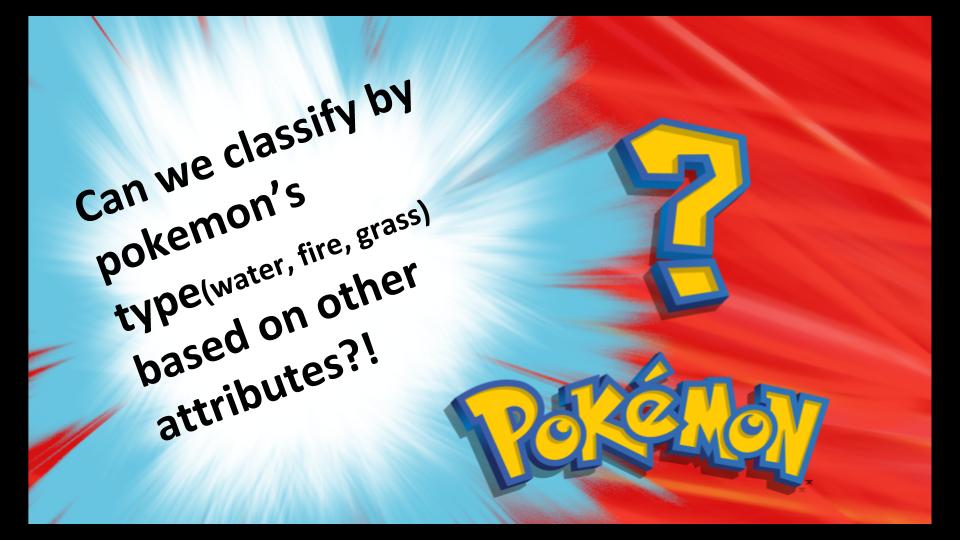 Can we classify by
pokemon’s
type(water, fire, grass)
based on other
attributes?!
?
POKéMON